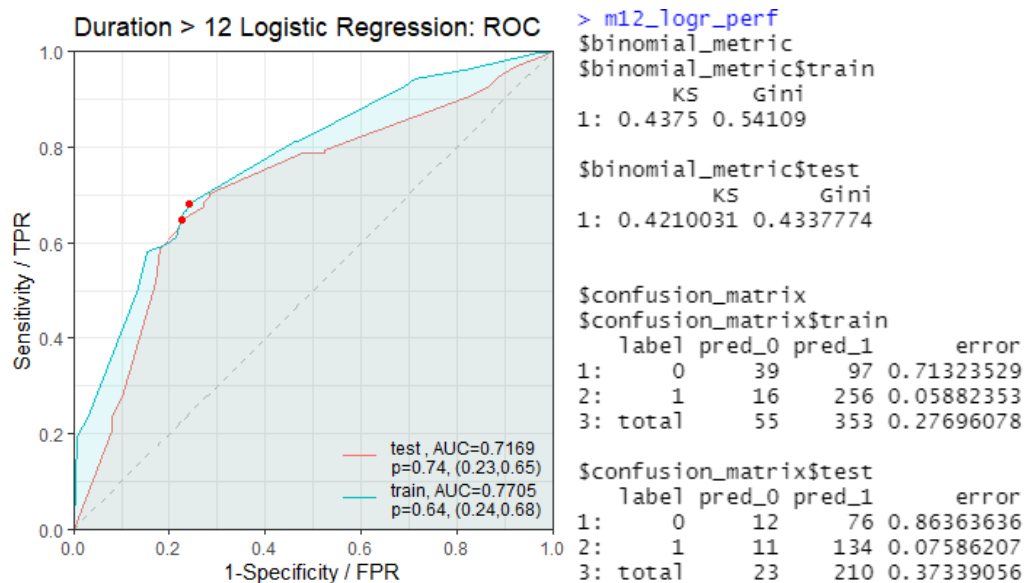 Duration > 12 Logistic Regression: ROC
1.0
0.8
0.6
0.4
0.2
0.0
0.0 0.2 0.4 0.6 0.8 1.0
Sensitivity / TPR
1-Specificity / FPR
test , AUC=0.7169
p=0.74, (0.23,0.65)
train, AUC=0.7705
p=0.64, (0.24,0.68)
> m12_logr_perf
$binomial_metric
$binomial_metric$train
KS Gini
1: 0.4375 0.54109
$binomial_metric$test
KS Gini
1: 0.4210031 0.4337774
$confusion_matrix
$confusion_matrix$train
label pred_0 pred_1 error
1: 0 39 97 0.71323529
2: 1 16 256 0.05882353
3: total 55 353 0.27696078
$confusion_matrix$test
label pred_0 pred_1 error
1: 0 12 76 0.86363636
2: 1 11 134 0.07586207
3: total 23 210 0.37339056